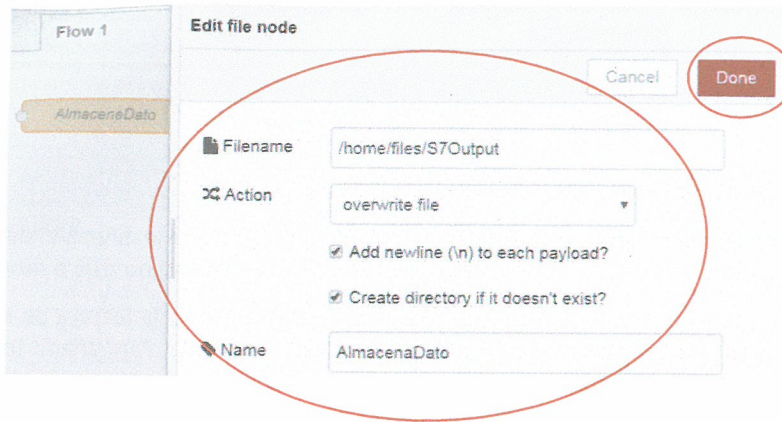 Flow 1
Edit file node
Cancel
Done
AlmaceneDato
Filename
/home/files/S7Output
Action
overwrite file
Add newline (\n) to each payload?
Create directory if it doesn't exist?
Name
AlmacenaDato